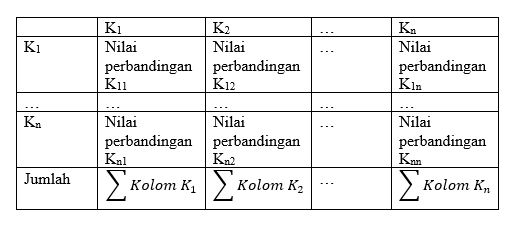 K₁ K₂ … Kₙ
K₁ Nilai perbandingan K₁₁ Nilai perbandingan K₁₂ … Nilai perbandingan K₁ₙ
… … … … …
Kₙ Nilai perbandingan Kₙ₁ Nilai perbandingan Kₙ₂ … Nilai perbandingan Kₙₙ
Jumlah ∑ Kolom K₁ ∑ Kolom K₂ … ∑ Kolom Kₙ